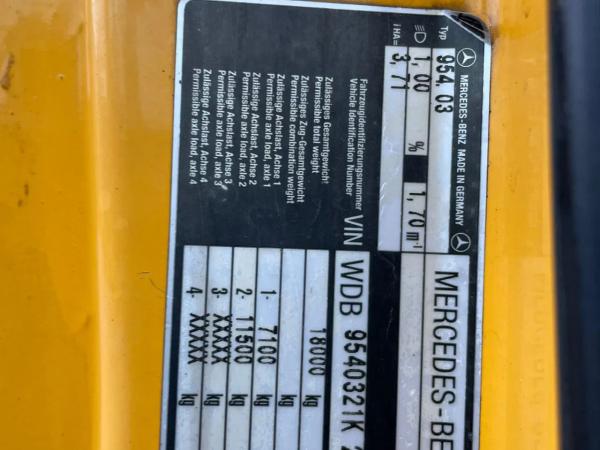 MERCEDES-BENZ MADE IN GERMANY
MERCEDES-BE
Typ 954.03
1,00 % 1,70 m⁻¹
iHA= 3,71
Fahrzeugidentifizierungsnummer
Vehicle Identification Number
VIN WDB 9540321K 2
Zulässiges Gesamtgewicht
Permissible total weight
18000 kg
Zulässiges Zug-Gesamtgewicht
Permissible combination weight
kg
Zulässige Achslast, Achse 1
Permissible axle load, axle 1
1- 7100 kg
Zulässige Achslast, Achse 2
Permissible axle load, axle 2
2- 11500 kg
Zulässige Achslast, Achse 3
Permissible axle load, axle 3
3- XXXXX kg
Zulässige Achslast, Achse 4
Permissible axle load, axle 4
4- XXXXX kg